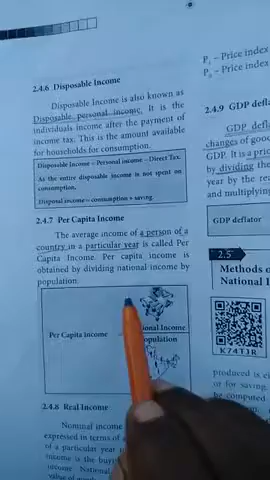 2.4.6 Disposable Income
Disposable Income is also known as
Disposable personal income. It is the
individuals income after the payment of
income tax. This is the amount available
for households for consumption.
Disposable Income = Personal income – Direct Tax.
As the entire disposable income is not spent on
consumption,
Disposal income = consumption + saving.
2.4.7 Per Capita Income
The average income of a person of a
country in a particular year is called Per
Capita Income. Per capita income is
obtained by dividing national income by
population.
Per Capita Income
Income
opulation
2.4.8 Real Income
Nominal income
expressed in terms of
of a particular year
income is the
income National
value of
P₁ – Price index
P₀ – Price index
2.4.9 GDP defla
GDP defl
changes of goo
GDP. It is a pric
by dividing the
year by the rea
and multiplying
GDP deflator
2.5
Methods o
National I
K74T3R
produced is ei
or for saving.
be computed